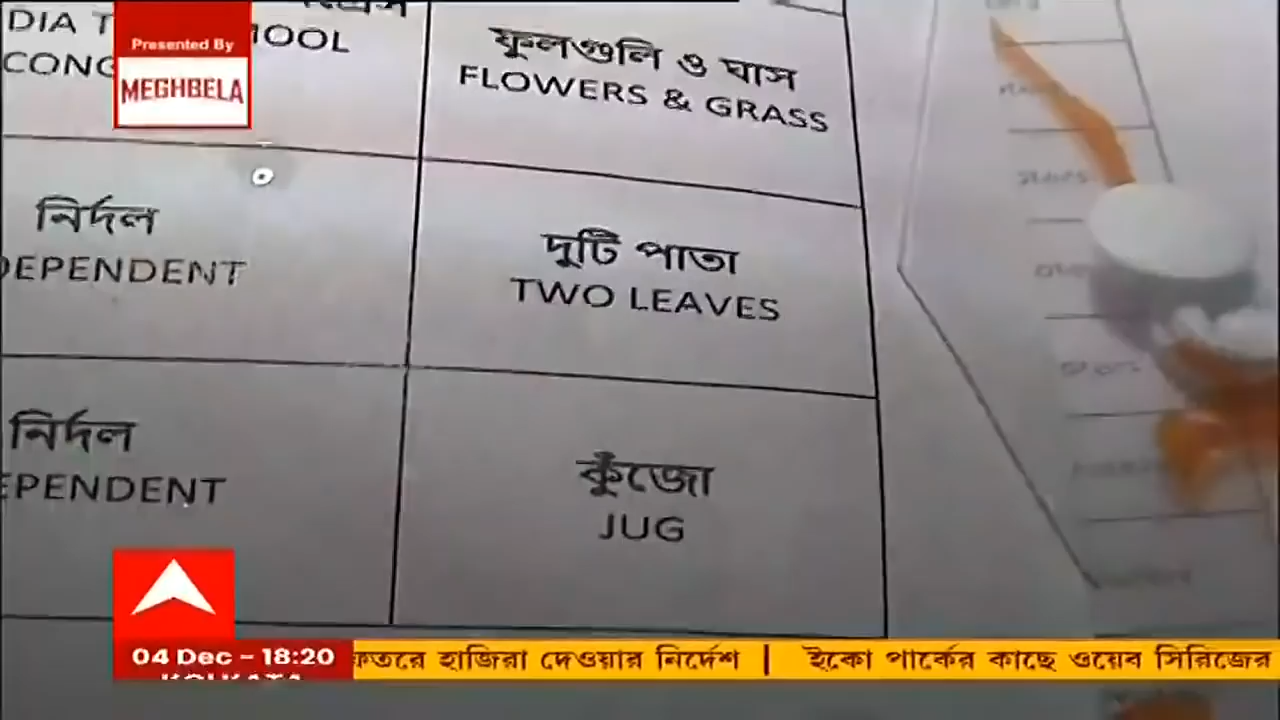 DIA T
OOL
CONG
ফুলগুলি ও ঘাস
FLOWERS & GRASS
Presented By
MEGHBELA
নির্দল
DEPENDENT
দুটি পাতা
TWO LEAVES
নির্দল
EPENDENT
কুঁজো
JUG
04 Dec - 18:20
KOLKATA
ফতরে হাজিরা দেওয়ার নির্দেশ | ইকো পার্কের কাছে ওয়েব সিরিজের